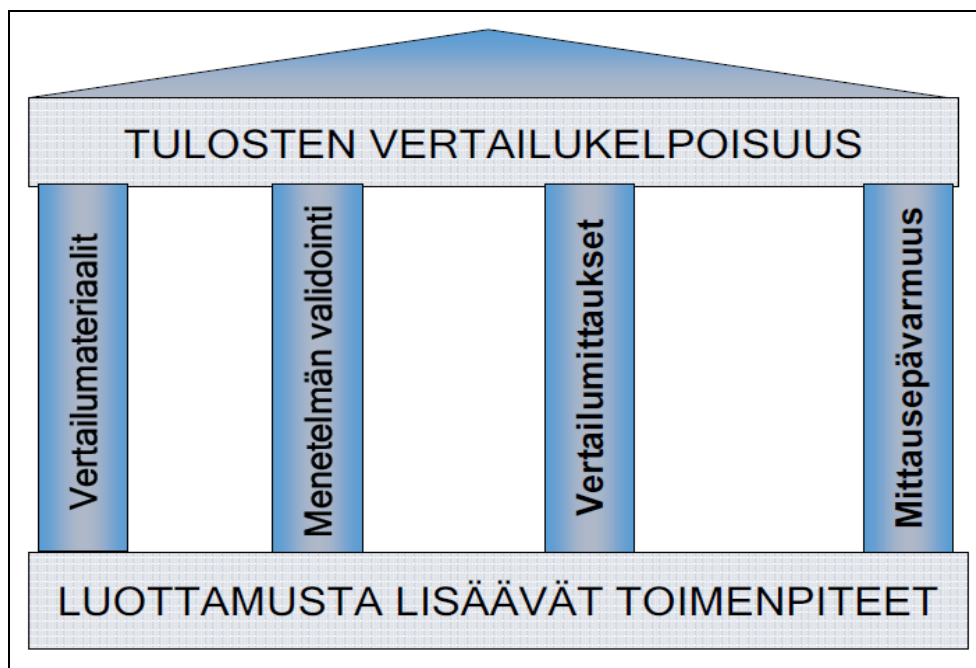 TULOSTEN VERTAILUKELPOISUUS
Vertailumateriaalit
Menetelmän validointi
Vertailumittaukset
Mittausepävarmuus
LUOTTAMUSTA LISÄÄVÄT TOIMENPITEET